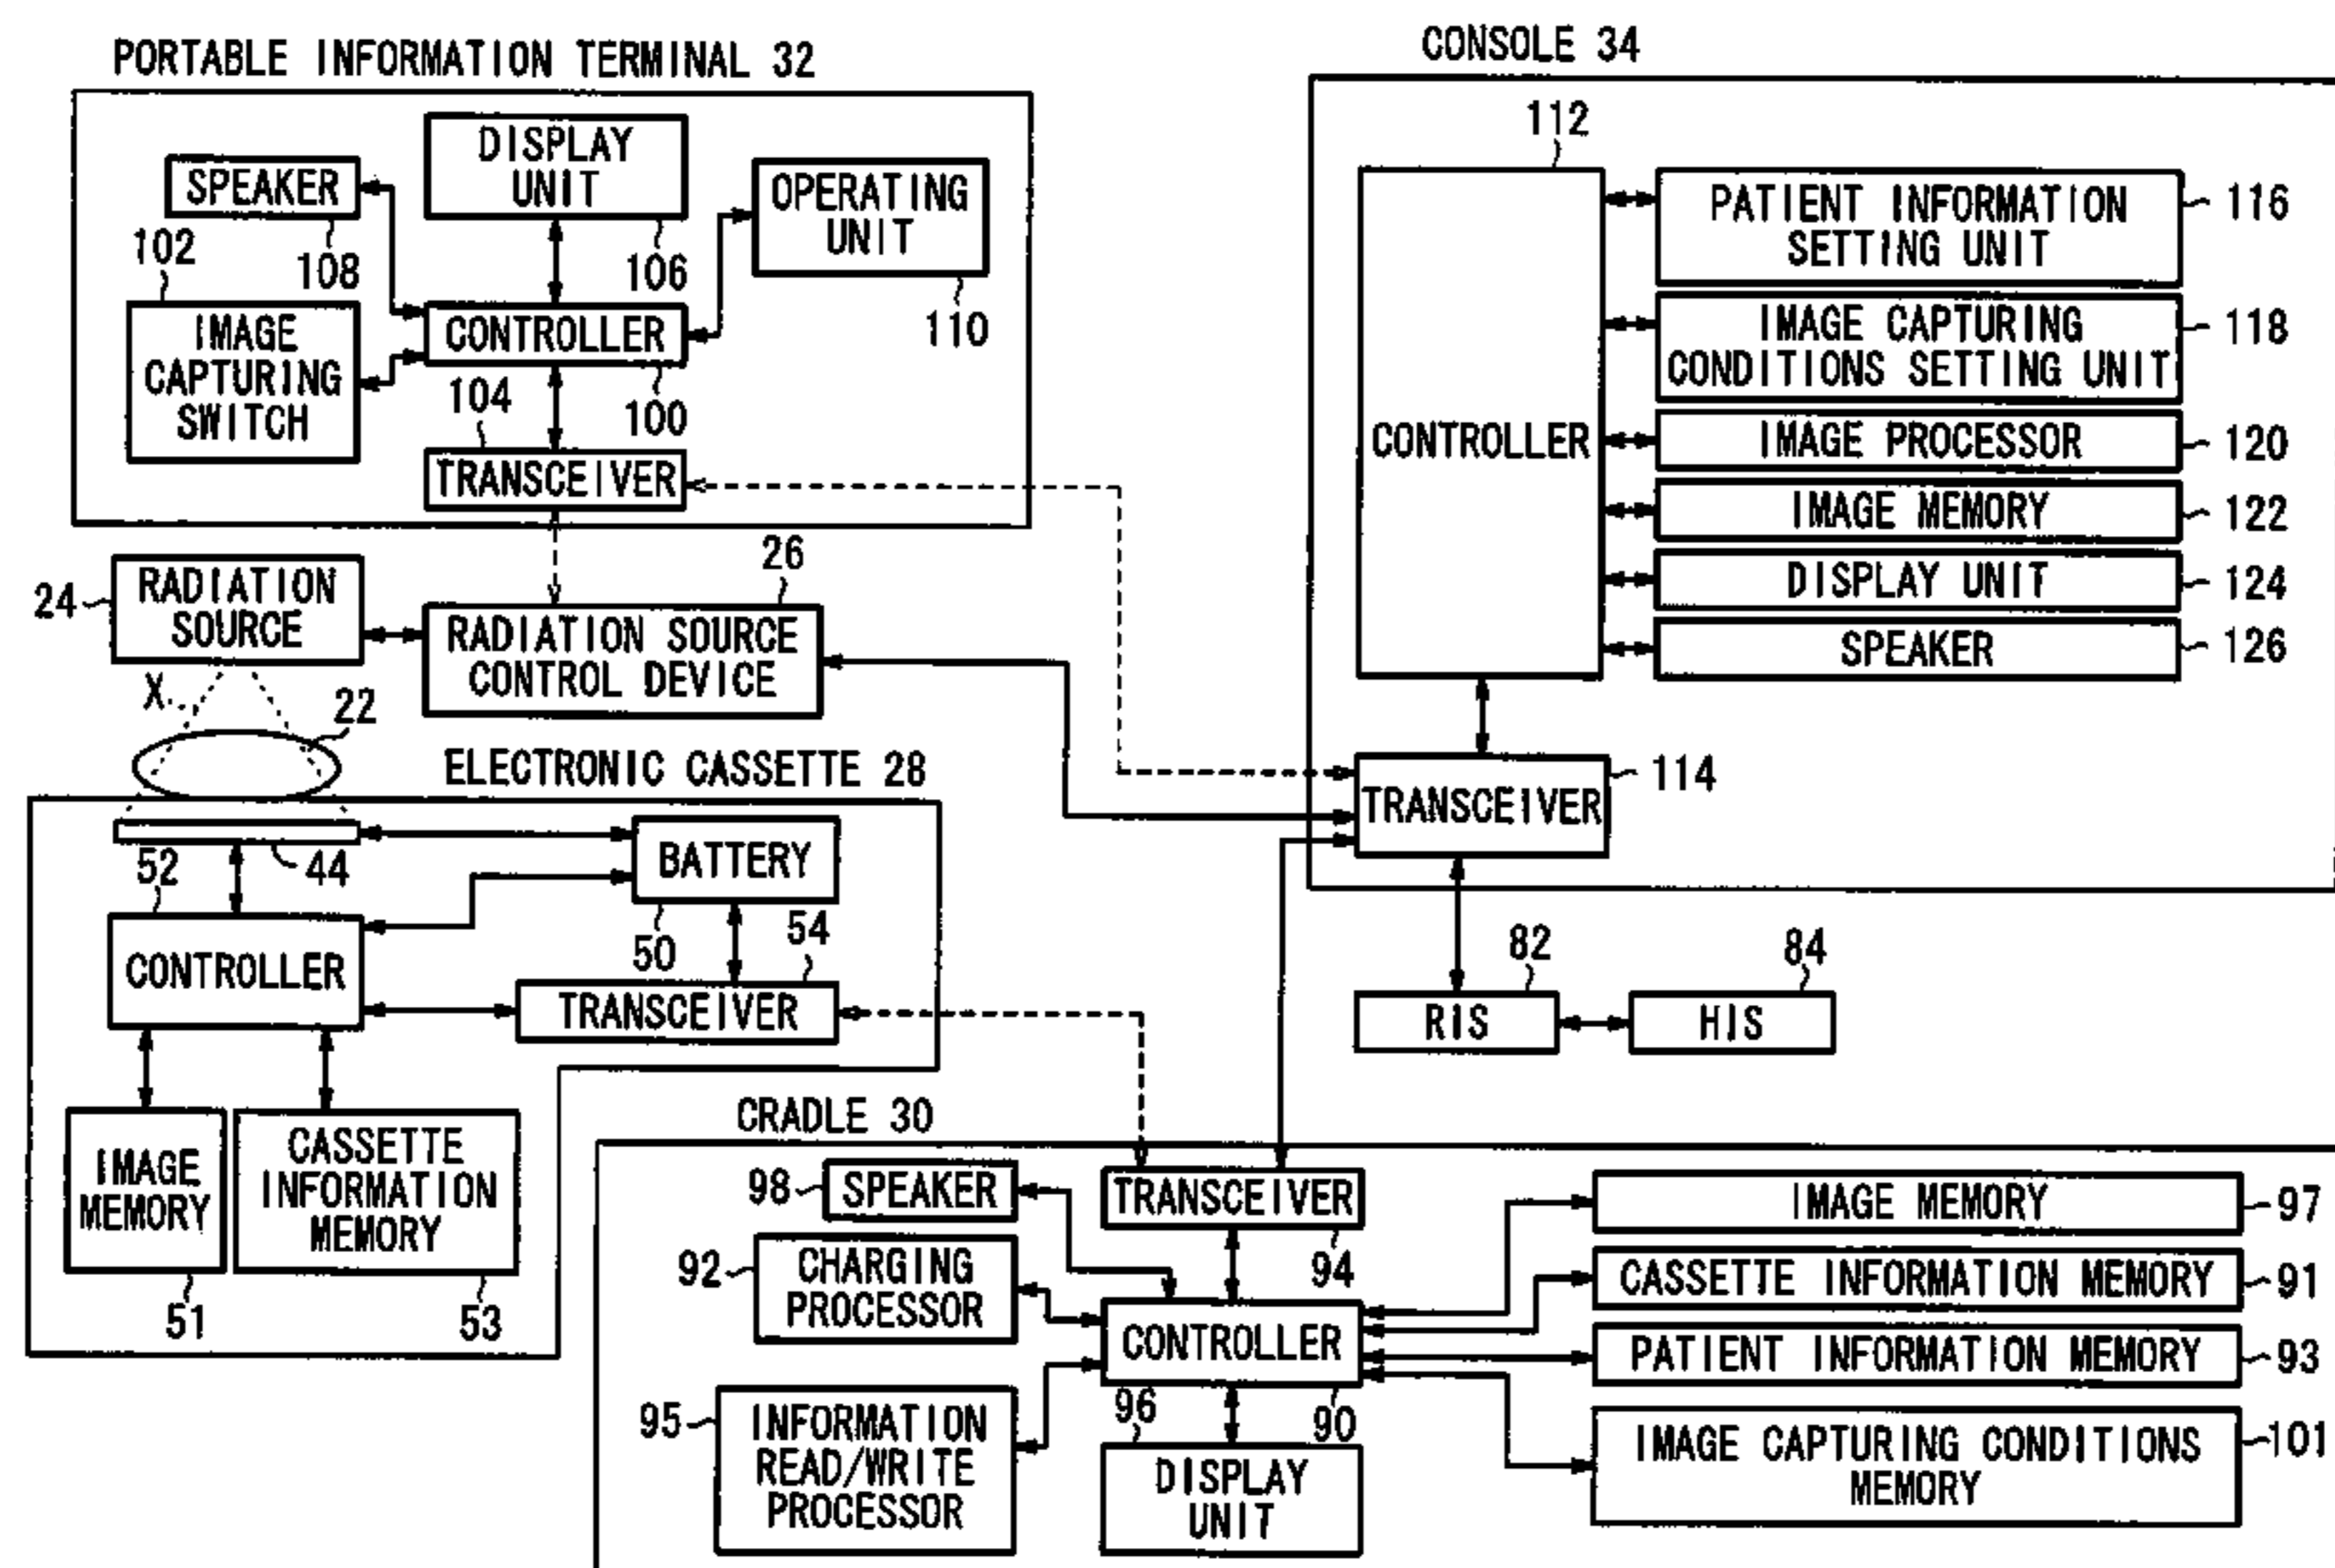 PORTABLE INFORMATION TERMINAL 32
SPEAKER
108
DISPLAY
UNIT
106
OPERATING
UNIT
110
102
IMAGE
CAPTURING
SWITCH
CONTROLLER
100
104
TRANSCEIVER
CONSOLE 34
112
CONTROLLER
PATIENT INFORMATION
SETTING UNIT
116
IMAGE CAPTURING
CONDITIONS SETTING UNIT
118
IMAGE PROCESSOR
120
IMAGE MEMORY
122
DISPLAY UNIT
124
SPEAKER
126
TRANSCEIVER
114
24
RADIATION
SOURCE
26
RADIATION SOURCE
CONTROL DEVICE
X
22
ELECTRONIC CASSETTE 28
44
BATTERY
50
52
CONTROLLER
54
TRANSCEIVER
IMAGE
MEMORY
51
CASSETTE
INFORMATION
MEMORY
53
82
RIS
84
HIS
CRADLE 30
98
SPEAKER
TRANSCEIVER
94
92
CHARGING
PROCESSOR
CONTROLLER
90
95
INFORMATION
READ/WRITE
PROCESSOR
96
DISPLAY
UNIT
IMAGE MEMORY
97
CASSETTE INFORMATION MEMORY
91
PATIENT INFORMATION MEMORY
93
IMAGE CAPTURING CONDITIONS
MEMORY
101